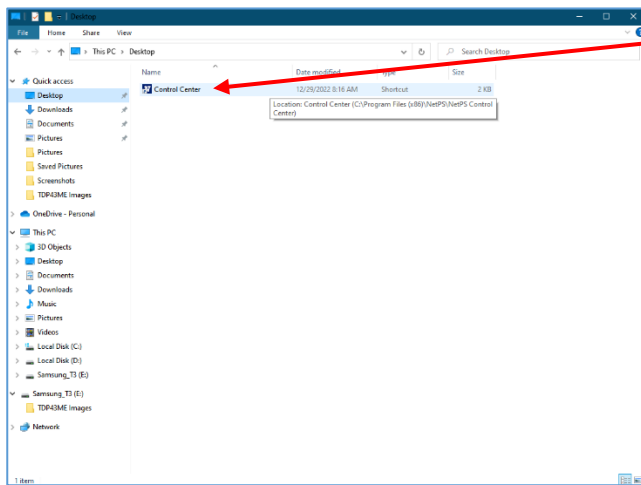 Desktop
File Home Share View
This PC Desktop
Search Desktop
Name Date modified Type Size
Control Center 12/29/2022 8:16 AM Shortcut 2 KB
Location: Control Center (C:\Program Files (x86)\NetPS\NetPS Control
Center)
Quick access
Desktop
Downloads
Documents
Pictures
Pictures
Saved Pictures
Screenshots
TDP43ME Images
OneDrive - Personal
This PC
3D Objects
Desktop
Documents
Downloads
Music
Pictures
Videos
Local Disk (C:)
Local Disk (D:)
Samsung_T3 (E:)
Samsung_T3 (E:)
TDP43ME Images
Network
1 item